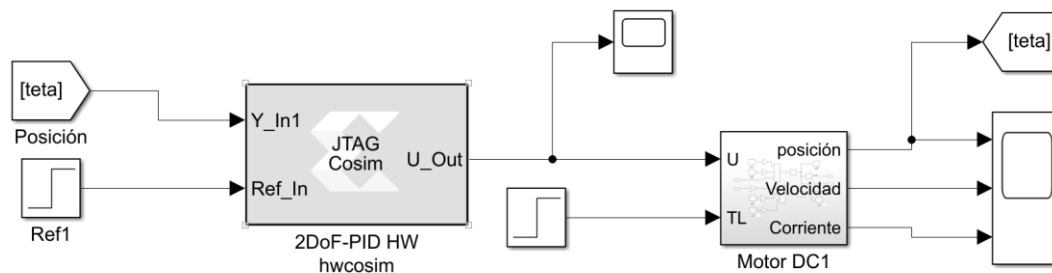 [teta]
Posición
Ref1
Y_In1
Ref_In
JTAG
Cosim
U_Out
2DoF-PID HW
hwcosim
U
TL
posición
Velocidad
Corriente
Motor DC1
[teta]